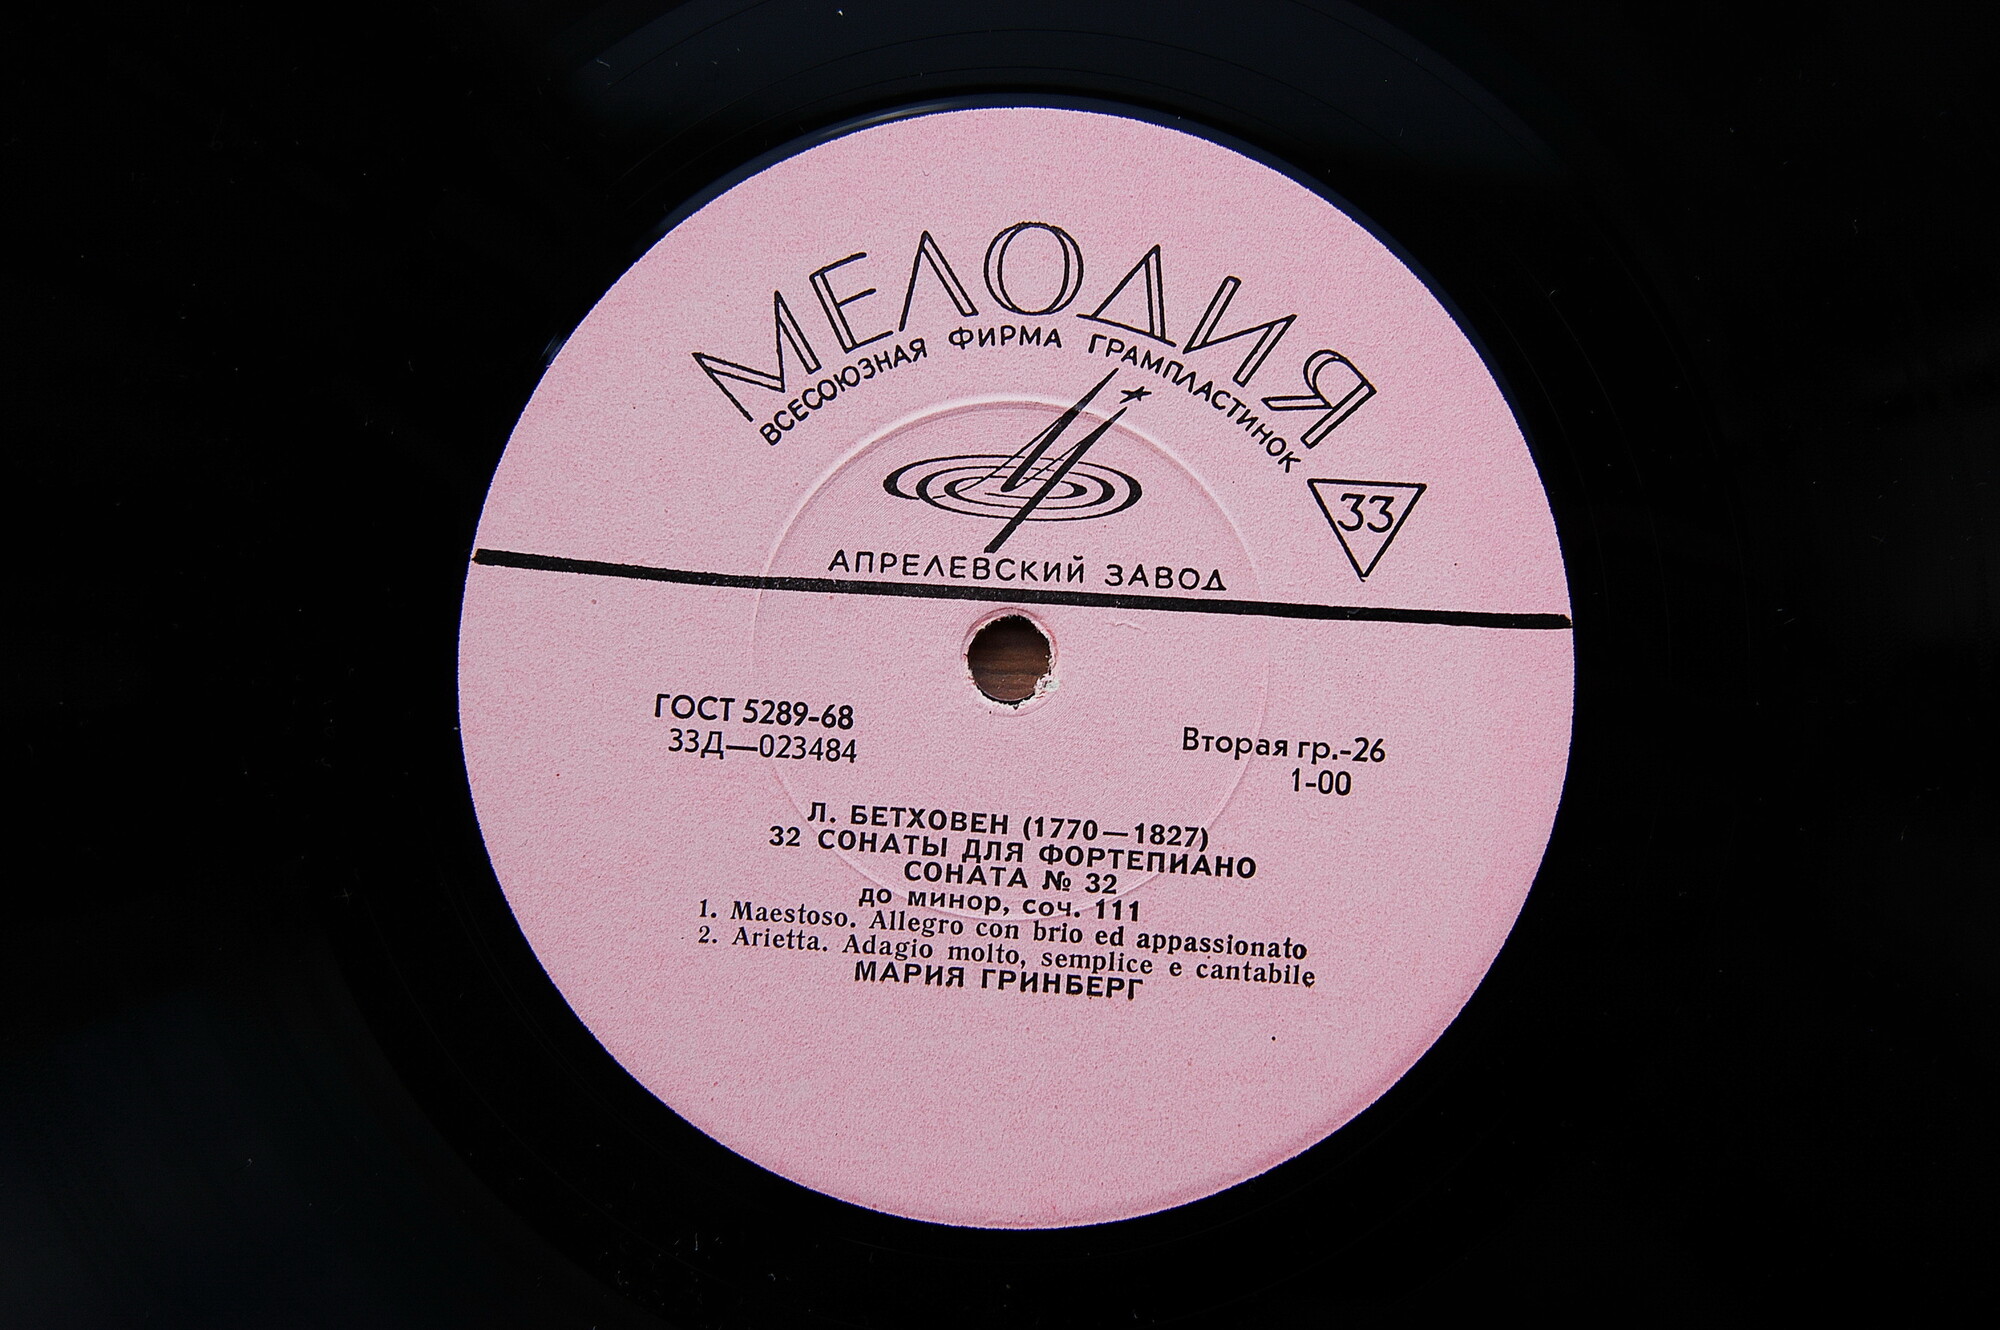 МЕЛОДИЯ
ВСЕСОЮЗНАЯ ФИРМА ГРАМПЛАСТИНОК
33
АПРЕЛЕВСКИЙ ЗАВОД
ГОСТ 5289-68
33Д—023484
Вторая гр.-26
1-00
Л. БЕТХОВЕН (1770—1827)
32 СОНАТЫ ДЛЯ ФОРТЕПИАНО
СОНАТА № 32
до минор, соч. 111
1. Maestoso. Allegro con brio ed appassionato
2. Arietta. Adagio molto, semplice e cantabile
МАРИЯ ГРИНБЕРГ